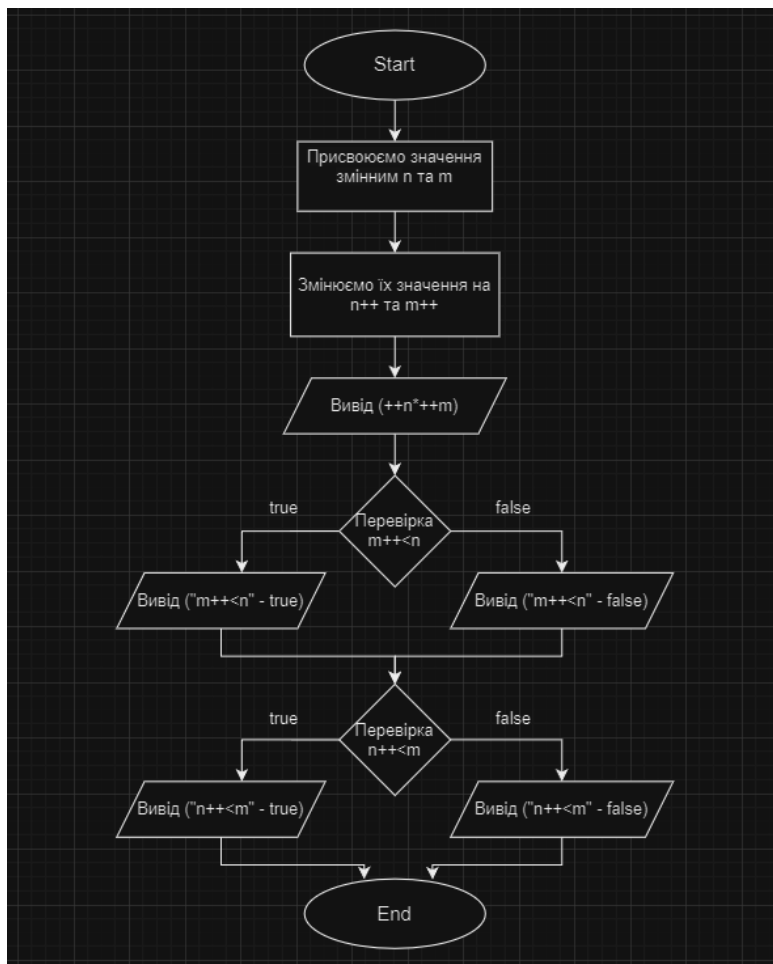 Start
Присвоюємо значення
змінним n та m
Змінюємо їх значення на
n++ та m++
Вивід (++n*++m)
true
false
Перевірка
m++<n
Вивід ("m++<n" - true)
Вивід ("m++<n" - false)
true
false
Перевірка
n++<m
Вивід ("n++<m" - true)
Вивід ("n++<m" - false)
End